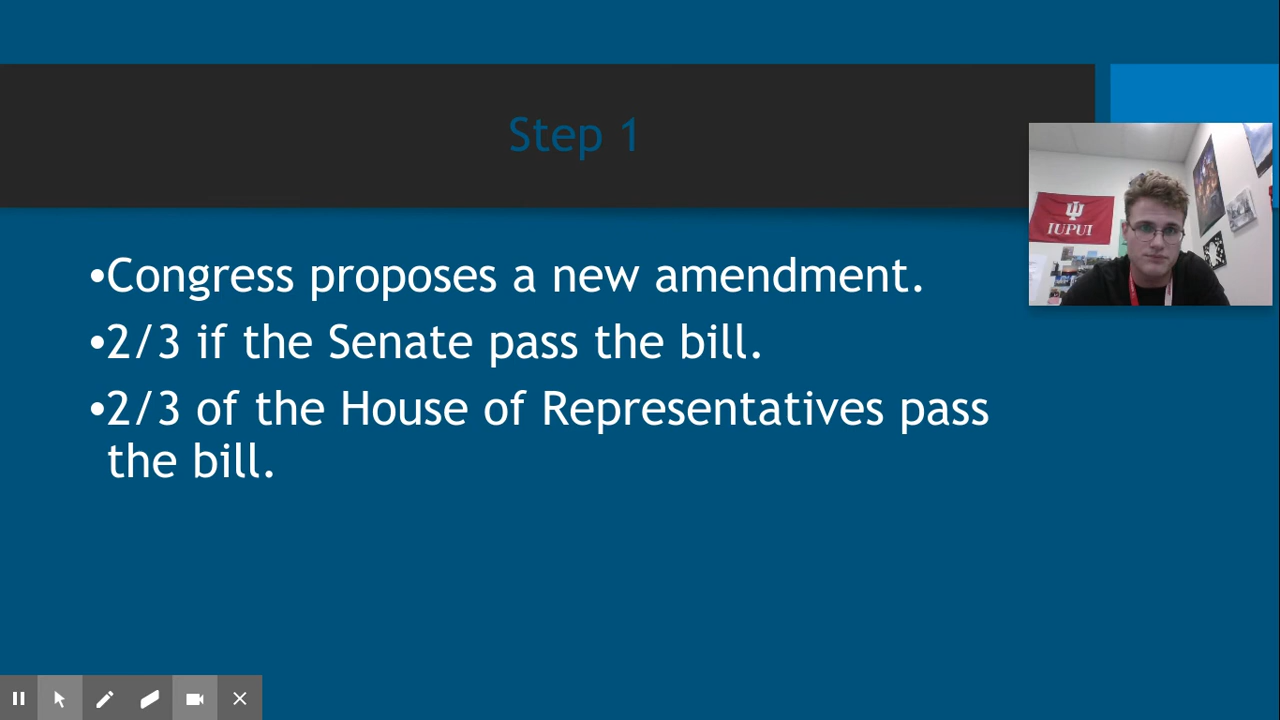 Step 1
IUPUI
•Congress proposes a new amendment.
•2/3 if the Senate pass the bill.
•2/3 of the House of Representatives pass
the bill.